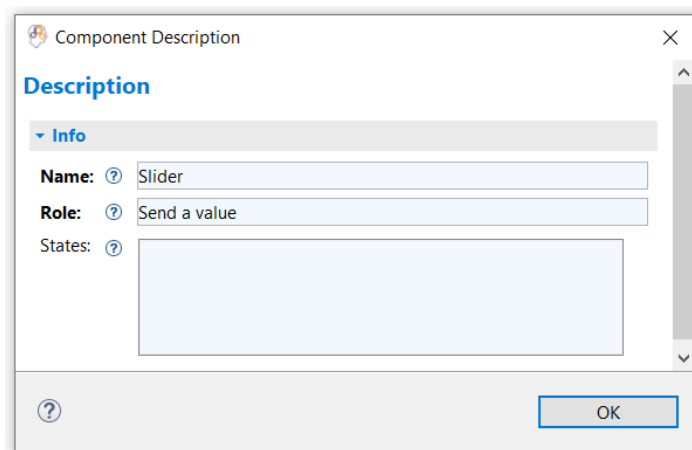 Component Description
Description
Info
Name: ? Slider
Role: ? Send a value
States: ?
? OK